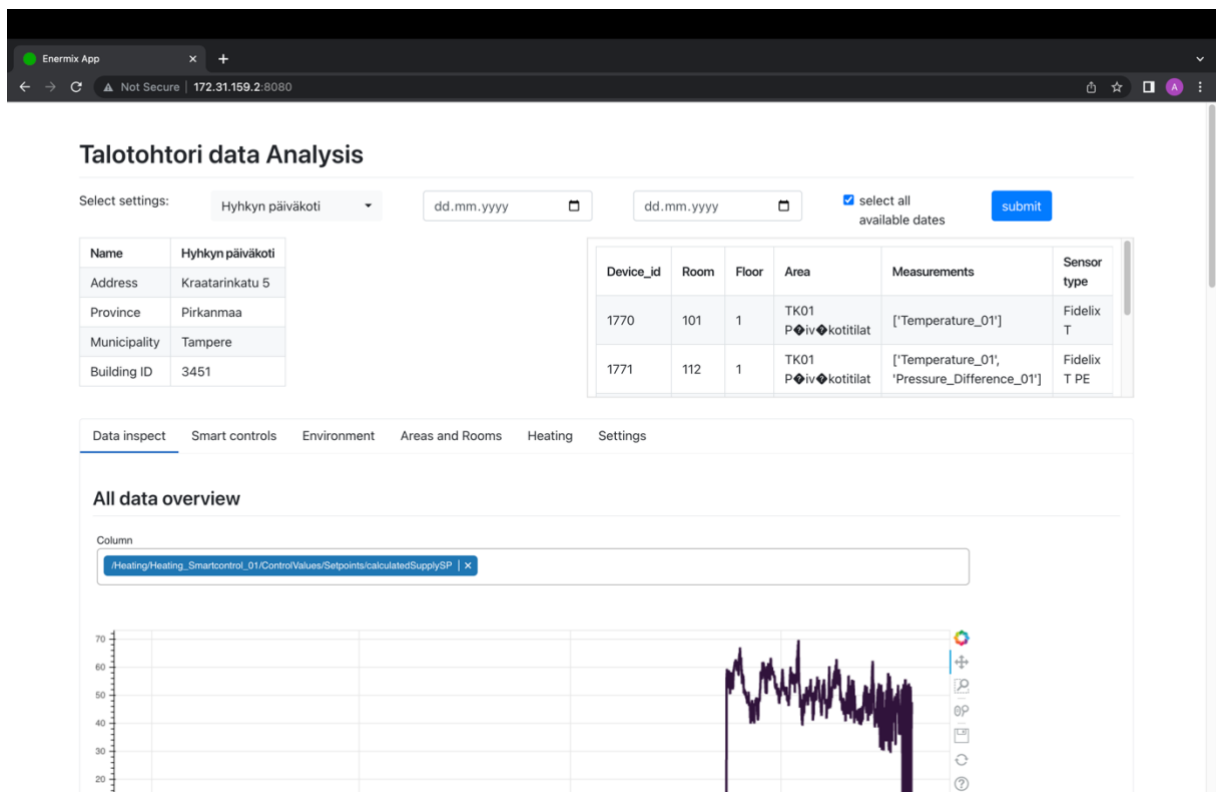 Enermix App
Not Secure | 172.31.159.2:8080
A
Talotohtori data Analysis
Select settings:
Hyhkyn päiväkoti
dd.mm.yyyy
dd.mm.yyyy
select all
available dates
submit
Name Hyhkyn päiväkoti
Address Kraatarinkatu 5
Province Pirkanmaa
Municipality Tampere
Building ID 3451
Device_id Room Floor Area Measurements Sensor
type
1770 101 1 TK01
P�iv�kotitilat ['Temperature_01'] Fidelix
T
1771 112 1 TK01
P�iv�kotitilat ['Temperature_01',
'Pressure_Difference_01'] Fidelix
T PE
Data inspect Smart controls Environment Areas and Rooms Heating Settings
All data overview
Column
/Heating/Heating_Smartcontrol_01/ControlValues/Setpoints/calculatedSupplySP
70
60
50
40
30
20